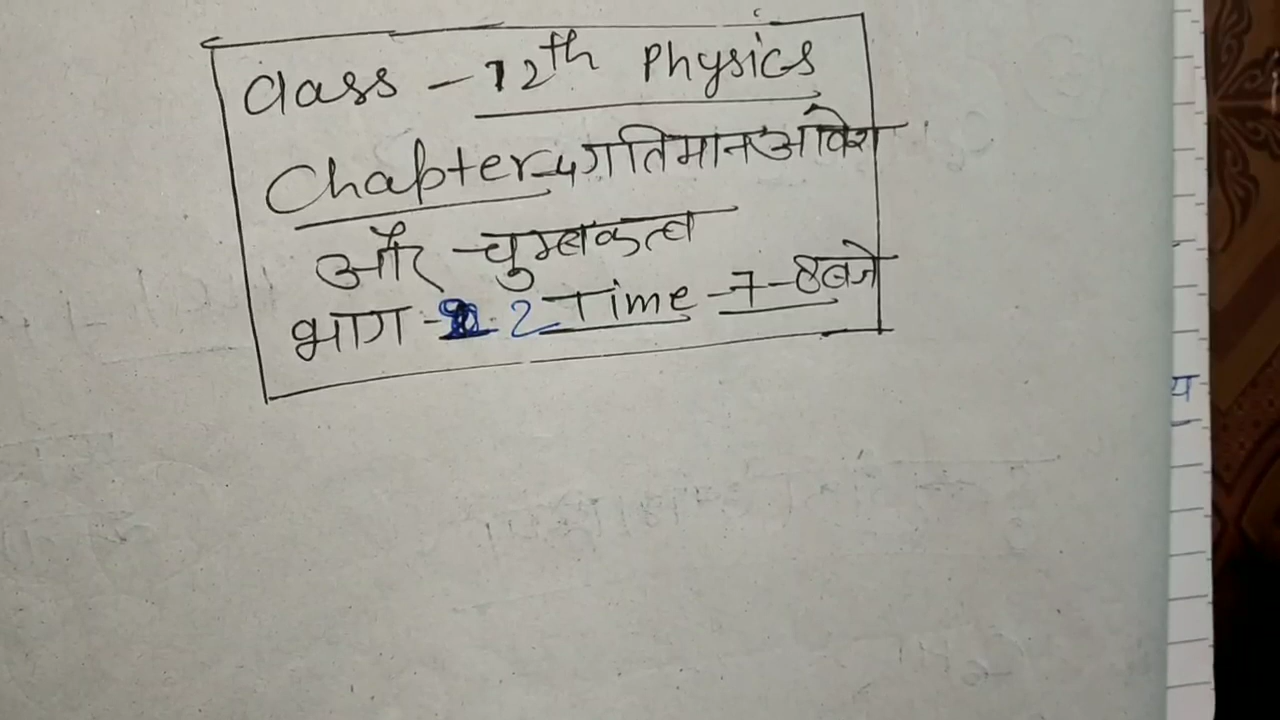 Class - 12th Physics
Chapter-4 गतिमान आवेश
और चुम्बकत्व
भाग - 2 Time - 7-8 बजे
य